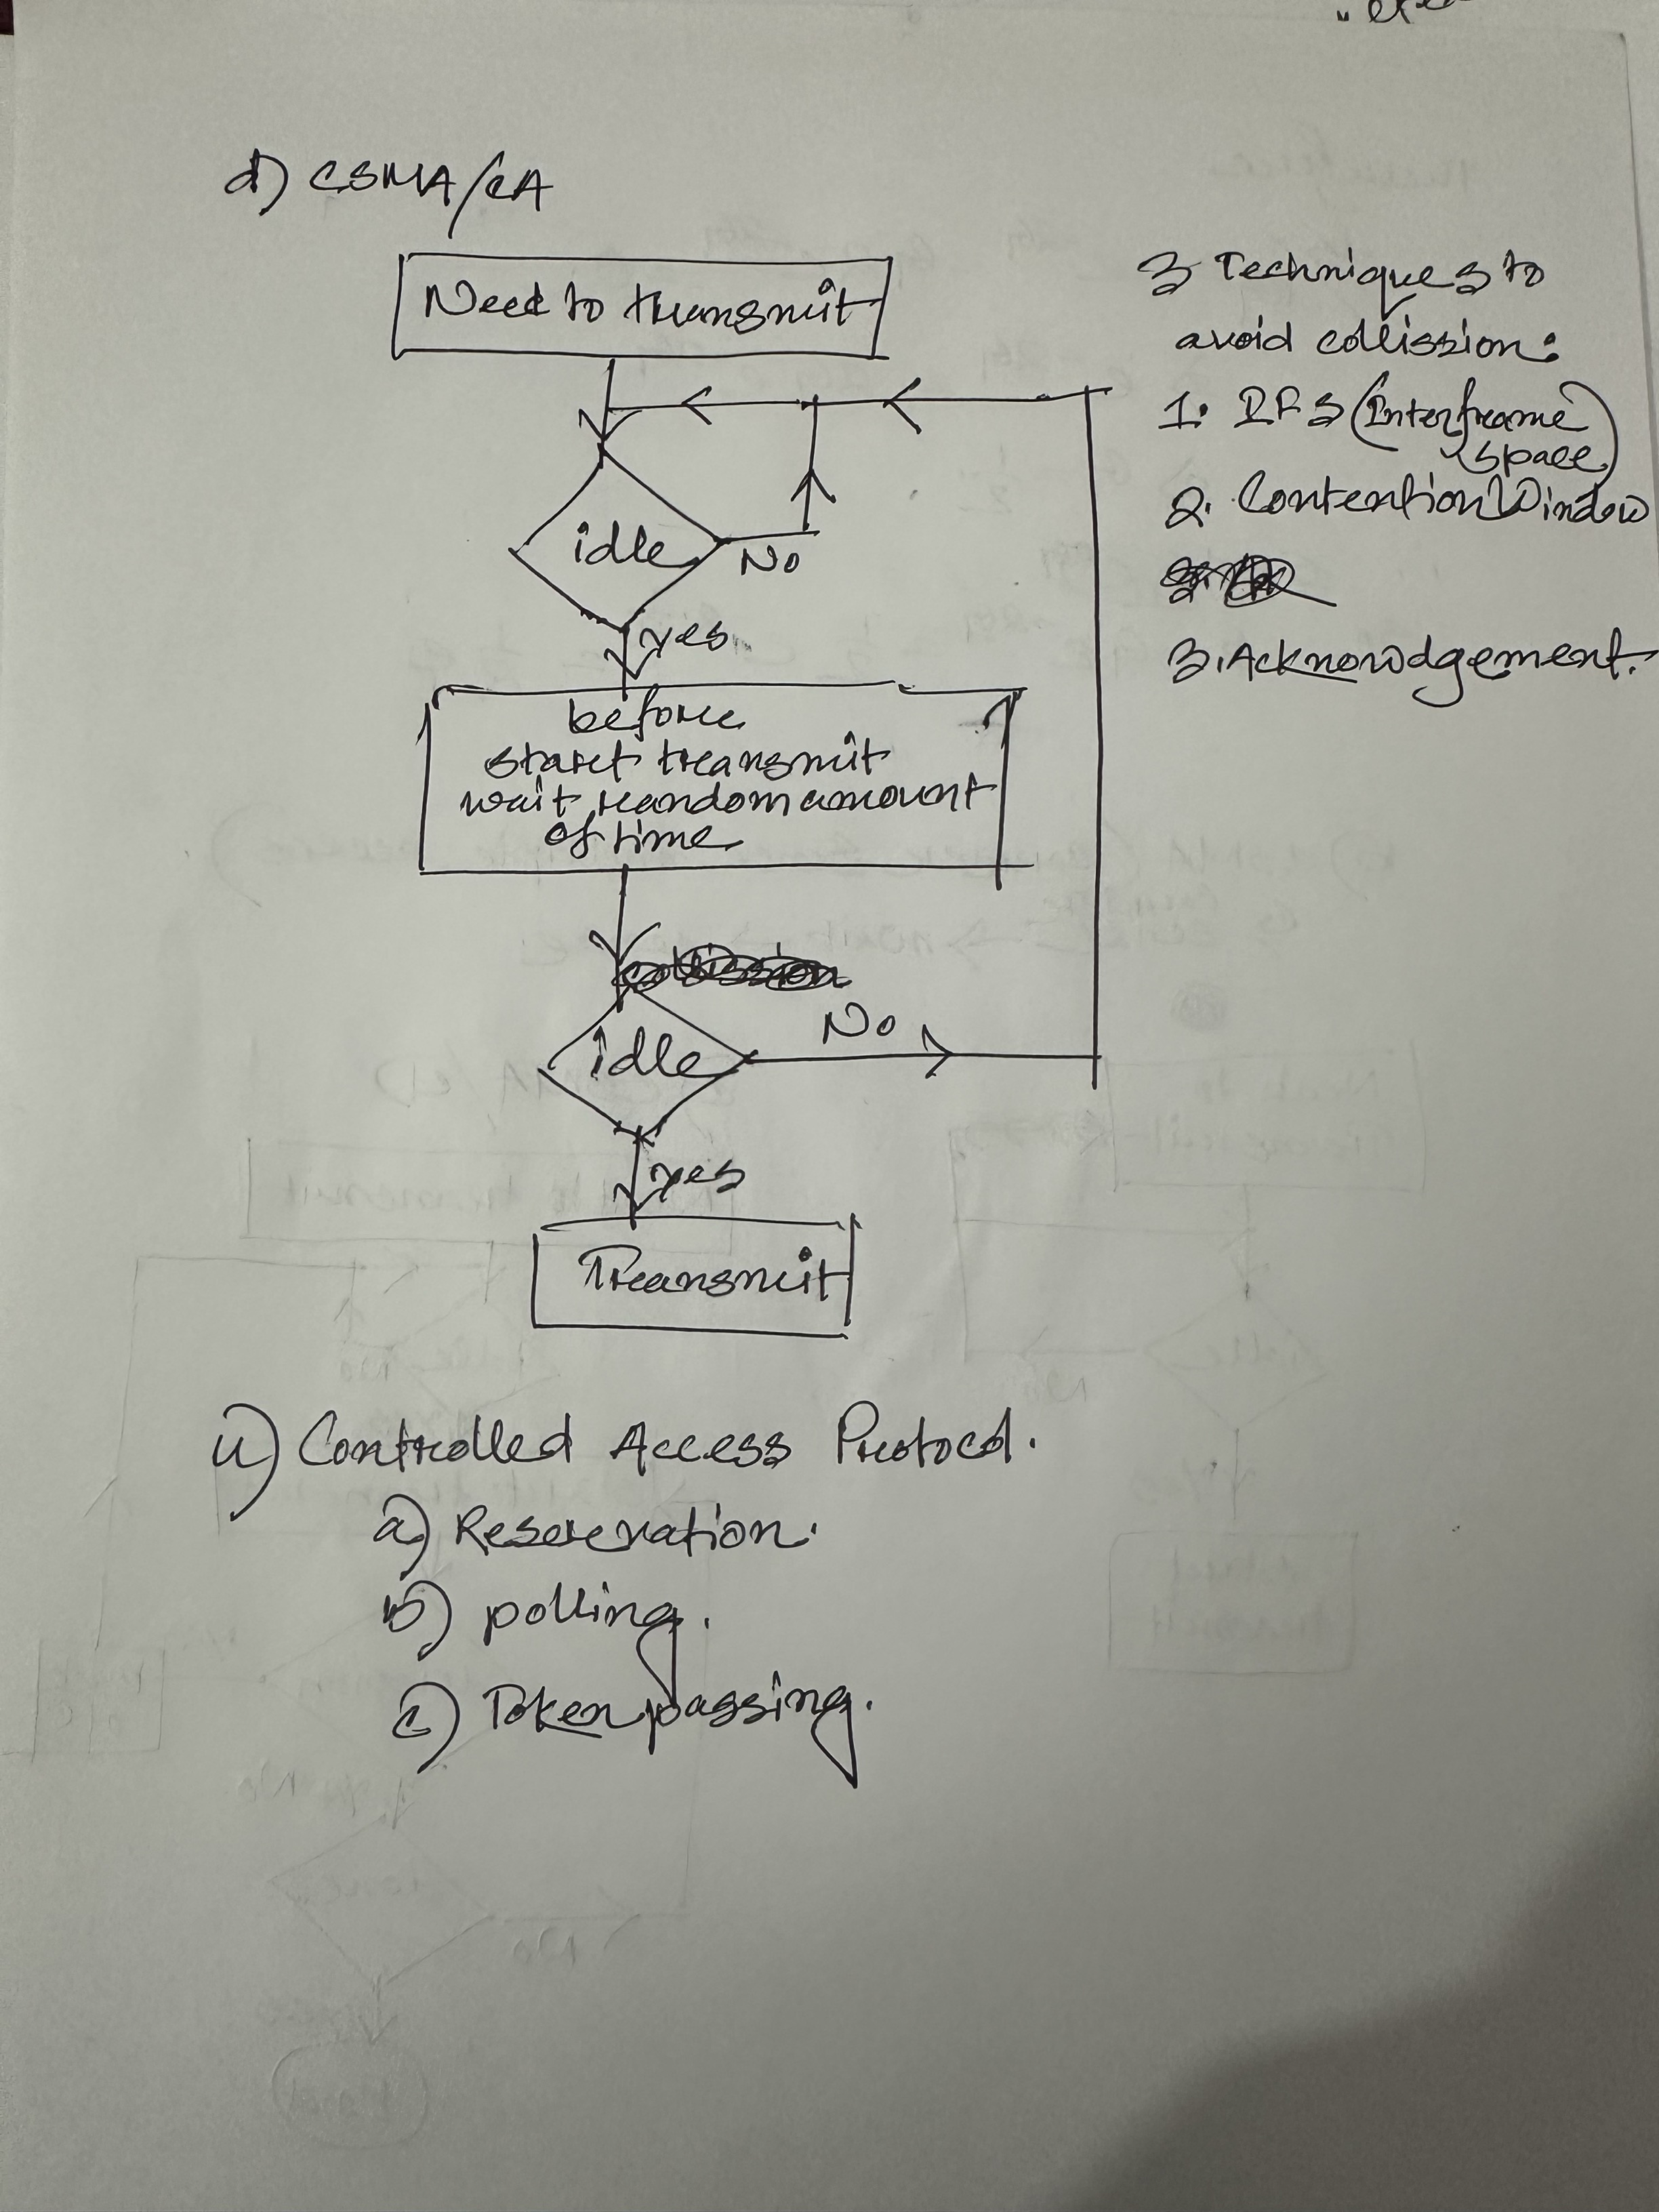 d) CSMA/CA
Need to transmit
idle
No
yes
before
start transmit
wait random amount
of time
idle
No
yes
Transmit
3 Techniques to
avoid collission:
1. IFS (Interframe
space)
2. Contention Window
3. Acknowdgement.
ii) Controlled Access Protocol.
a) Reservation.
b) polling.
c) Token passing.